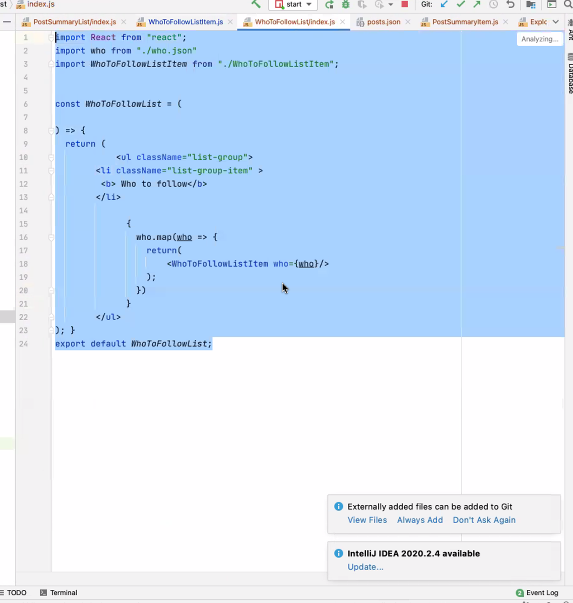 st
index.js
start
Git:
PostSummaryList/index.js
WhoToFollowListItem.js
WhoToFollowList/index.js
posts.json
PostSummaryItem.js
Explo
Analyzing...
Ant
Database
1 import React from "react";
2 import who from "./who.json"
3 import WhoToFollowListItem from "./WhoToFollowListItem";
4
5
6 const WhoToFollowList = (
7
8 ) => {
9 return (
10 <ul className="list-group">
11 <li className="list-group-item" >
12 <b> Who to follow</b>
13 </li>
14
15 {
16 who.map(who => {
17 return(
18 <WhoToFollowListItem who={who}/>
19 );
20 })
21 }
22 </ul>
23 ); }
24 export default WhoToFollowList;
Externally added files can be added to Git
View Files Always Add Don't Ask Again
IntelliJ IDEA 2020.2.4 available
Update...
TODO Terminal 2 Event Log